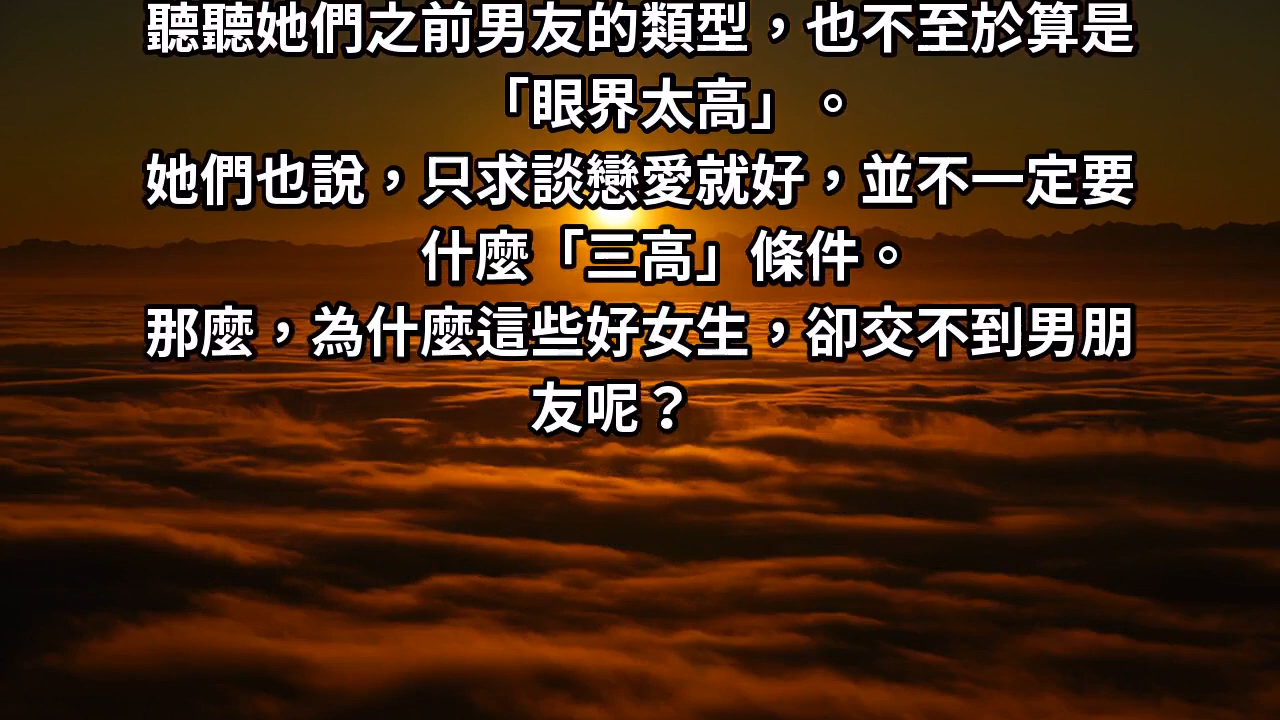 聽聽她們之前男友的類型，也不至於算是
「眼界太高」。
她們也說，只求談戀愛就好，並不一定要
什麼「三高」條件。
那麼，為什麼這些好女生，卻交不到男朋
友呢？